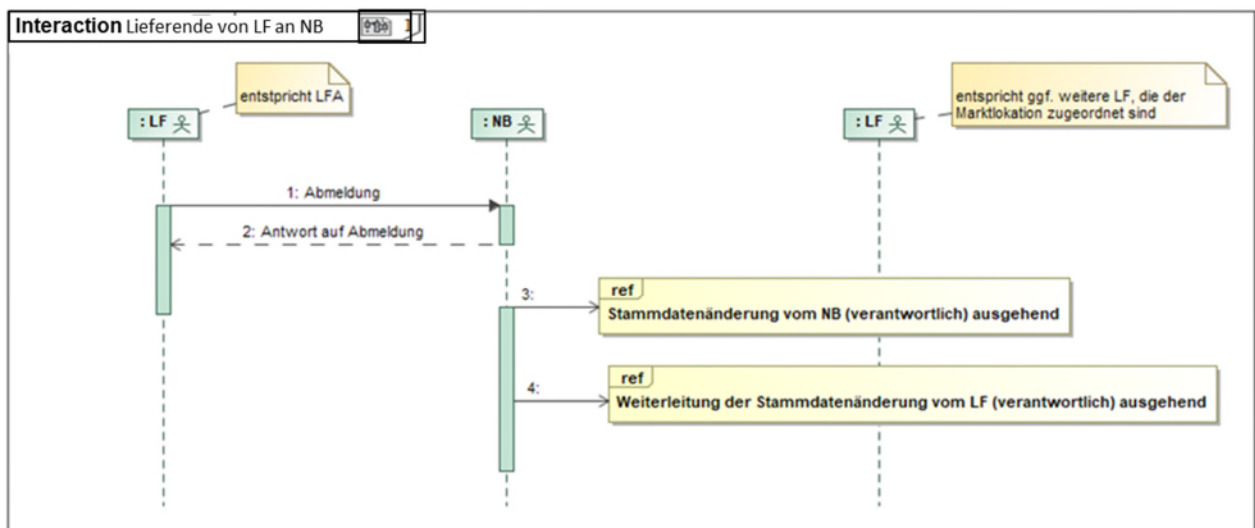 Interaction Lieferende von LF an NB
entstpricht LFA
entspricht ggf. weitere LF, die der
Marktlokation zugeordnet sind
: LF
: NB
: LF
1: Abmeldung
2: Antwort auf Abmeldung
3:
ref
Stammdatenänderung vom NB (verantwortlich) ausgehend
4:
ref
Weiterleitung der Stammdatenänderung vom LF (verantwortlich) ausgehend